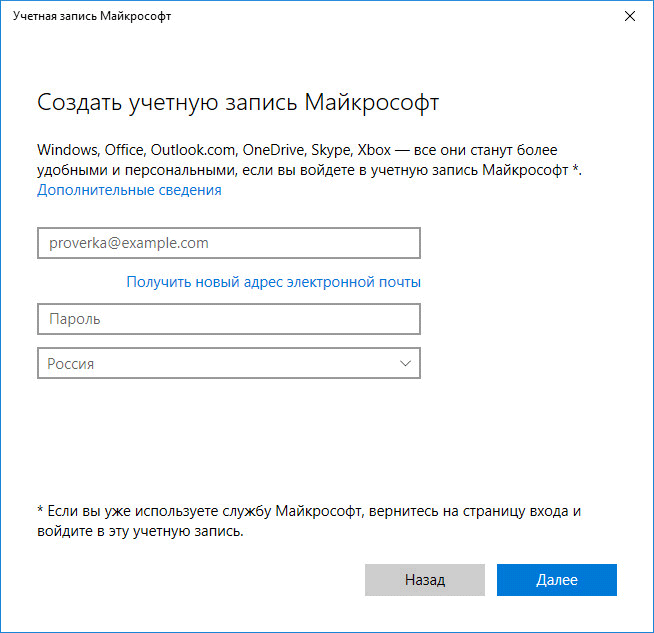 Учетная запись Майкрософт
Создать учетную запись Майкрософт
Windows, Office, Outlook.com, OneDrive, Skype, Xbox — все они станут более
удобными и персональными, если вы войдете в учетную запись Майкрософт *.
Дополнительные сведения
proverka@example.com
Получить новый адрес электронной почты
Пароль
Россия
* Если вы уже используете службу Майкрософт, вернитесь на страницу входа и
войдите в эту учетную запись.
Назад
Далее